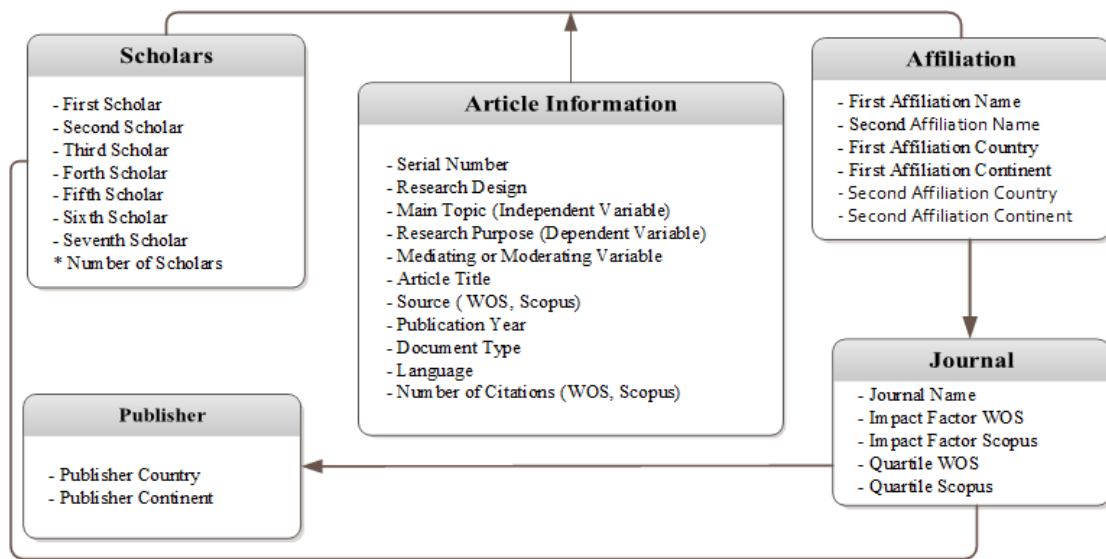 Scholars
- First Scholar
- Second Scholar
- Third Scholar
- Forth Scholar
- Fifth Scholar
- Sixth Scholar
- Seventh Scholar
* Number of Scholars
Article Information
- Serial Number
- Research Design
- Main Topic (Independent Variable)
- Research Purpose (Dependent Variable)
- Mediating or Moderating Variable
- Article Title
- Source ( WOS, Scopus)
- Publication Year
- Document Type
- Language
- Number of Citations (WOS, Scopus)
Affiliation
- First Affiliation Name
- Second Affiliation Name
- First Affiliation Country
- First Affiliation Continent
- Second Affiliation Country
- Second Affiliation Continent
Journal
- Journal Name
- Impact Factor WOS
- Impact Factor Scopus
- Quartile WOS
- Quartile Scopus
Publisher
- Publisher Country
- Publisher Continent